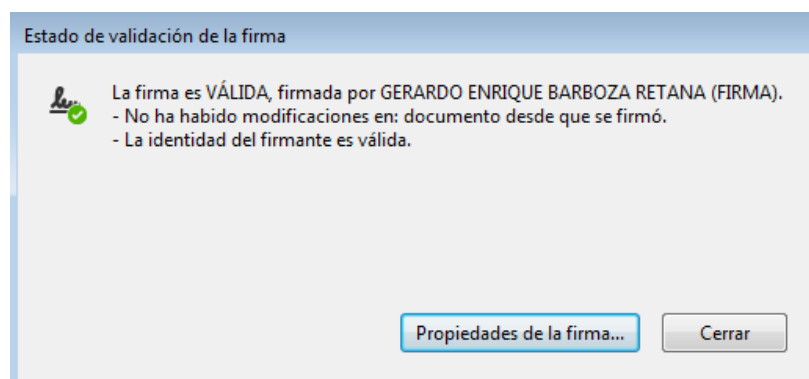 Estado de validación de la firma
La firma es VÁLIDA, firmada por GERARDO ENRIQUE BARBOZA RETANA (FIRMA).
- No ha habido modificaciones en: documento desde que se firmó.
- La identidad del firmante es válida.
Propiedades de la firma... Cerrar